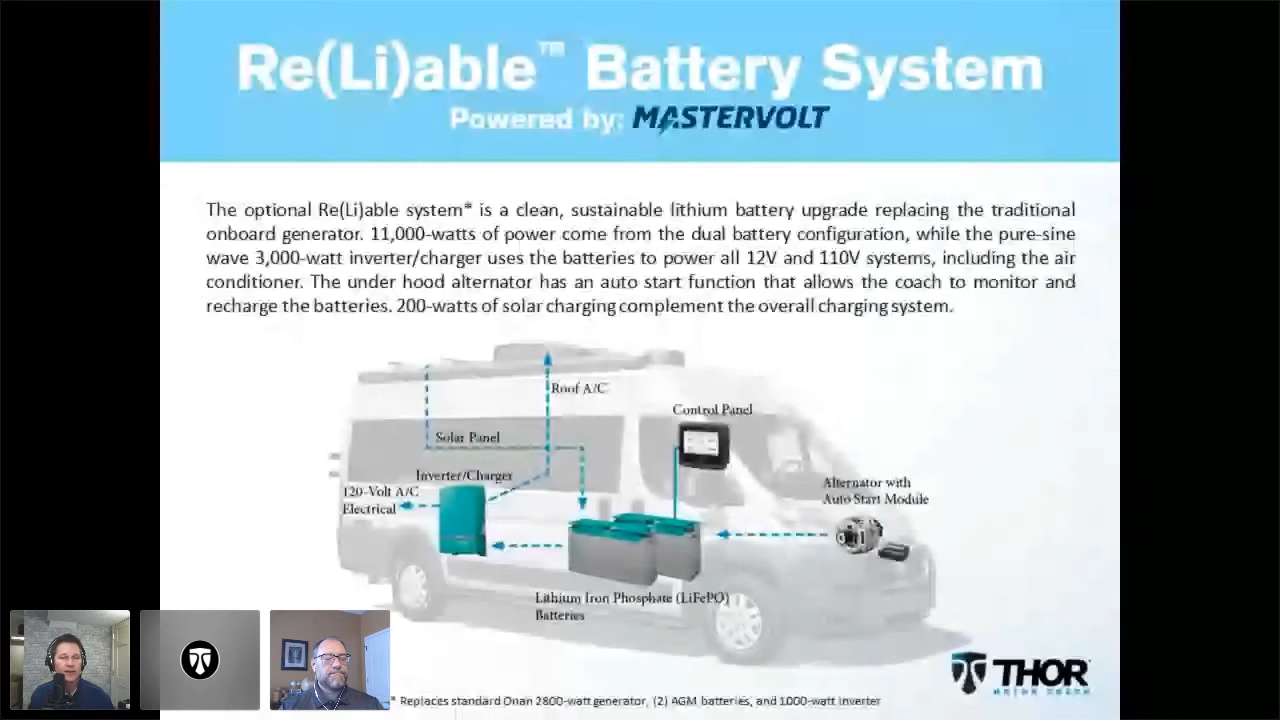 Re(Li)able™ Battery System
Powered by: MASTERVOLT
The optional Re(Li)able system* is a clean, sustainable lithium battery upgrade replacing the traditional
onboard generator. 11,000-watts of power come from the dual battery configuration, while the pure-sine
wave 3,000-watt inverter/charger uses the batteries to power all 12V and 110V systems, including the air
conditioner. The under hood alternator has an auto start function that allows the coach to monitor and
recharge the batteries. 200-watts of solar charging complement the overall charging system.
Roof A/C
Control Panel
Solar Panel
Inverter/Charger
120-Volt A/C
Electrical
Alternator with
Auto Start Module
Lithium Iron Phosphate (LiFePO)
Batteries
THOR
MOTOR COACH
* Replaces standard Onan 2800-watt generator, (2) AGM batteries, and 1000-watt inverter